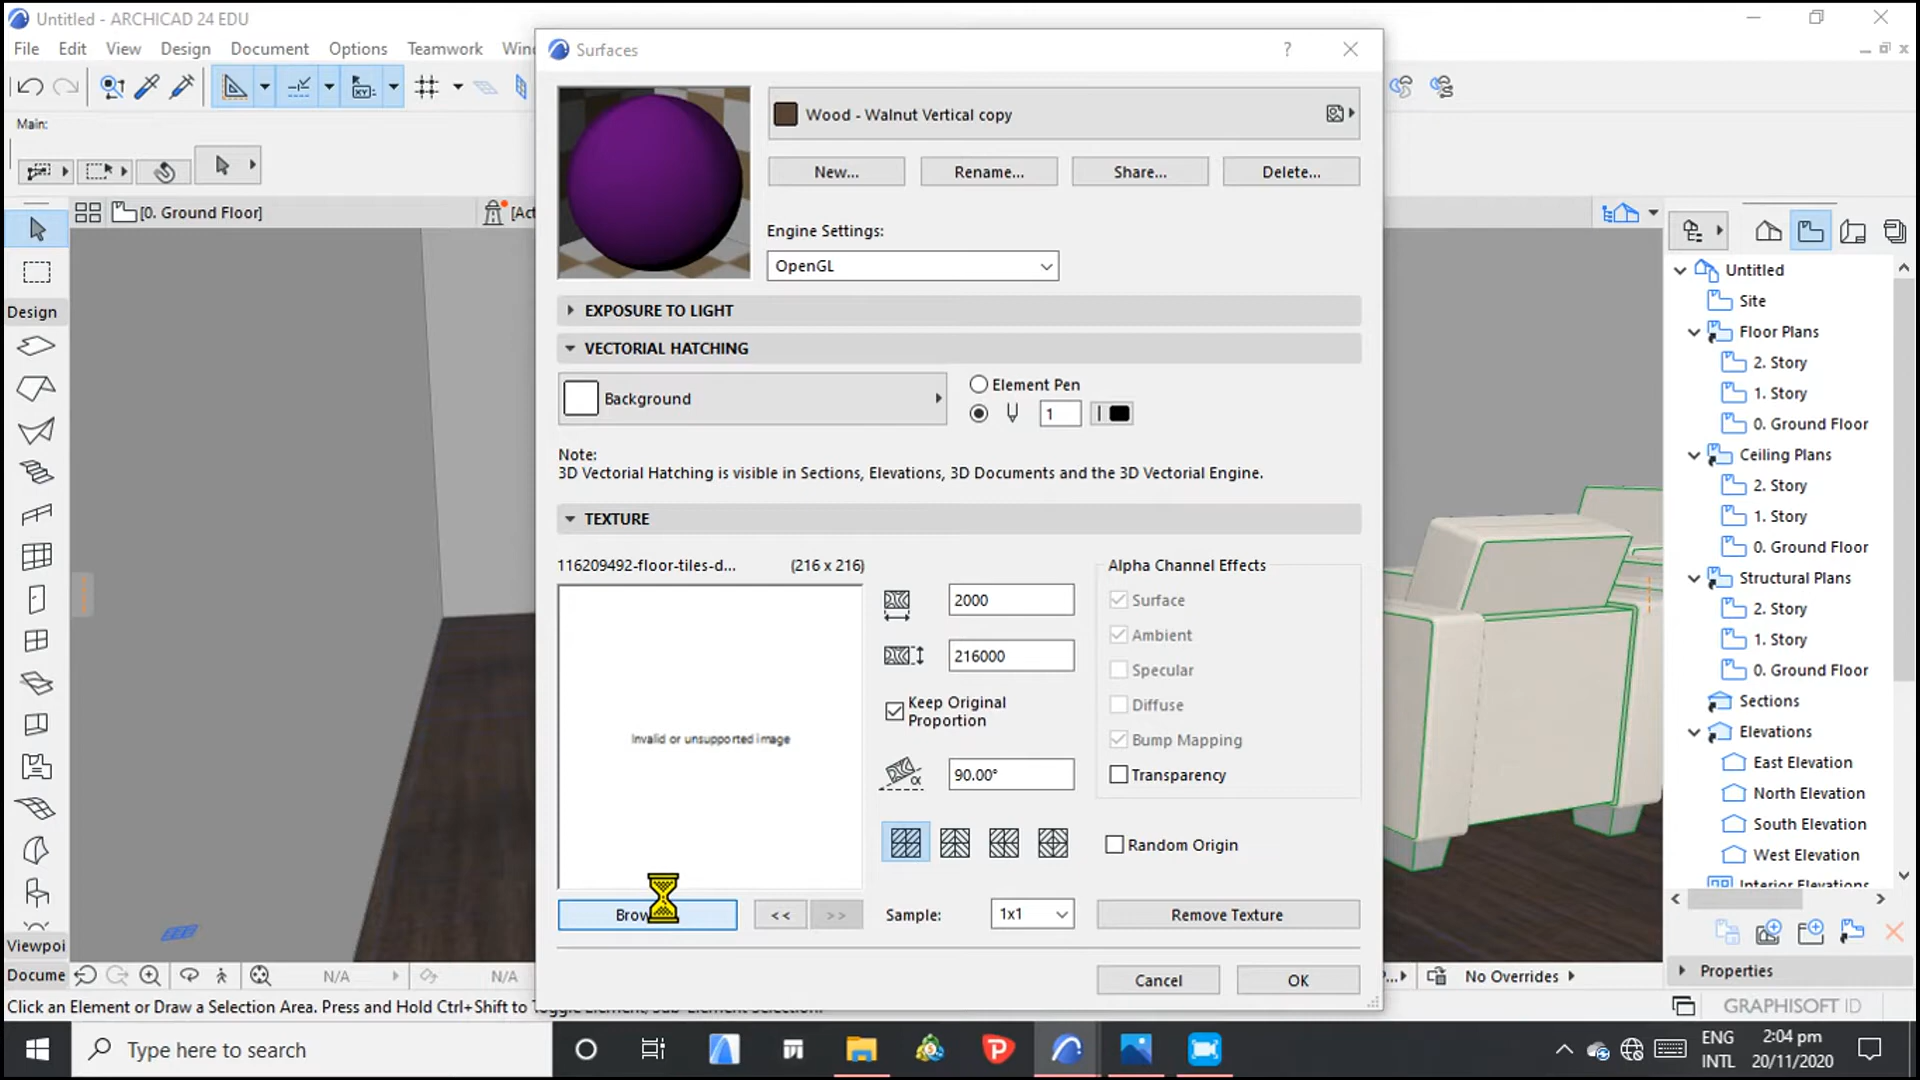 Untitled - ARCHICAD 24 EDU
File Edit View Design Document Options Teamwork
Main:
[0. Ground Floor]
Design
Viewpoi
Docume
N/A
N/A
Click an Element or Draw a Selection Area. Press and Hold Ctrl+Shift to
Surfaces
?
Wood - Walnut Vertical copy
New... Rename... Share... Delete...
Engine Settings:
OpenGL
EXPOSURE TO LIGHT
VECTORIAL HATCHING
Background
Element Pen
1
Note:
3D Vectorial Hatching is visible in Sections, Elevations, 3D Documents and the 3D Vectorial Engine.
TEXTURE
116209492-floor-tiles-d... (216 x 216)
Invalid or unsupported image
2000
216000
Keep Original
Proportion
90.00°
α
Alpha Channel Effects
Surface
Ambient
Specular
Diffuse
Bump Mapping
Transparency
Random Origin
<< >>
Sample: 1x1
Remove Texture
Cancel OK
Untitled
Site
Floor Plans
2. Story
1. Story
0. Ground Floor
Ceiling Plans
2. Story
1. Story
0. Ground Floor
Structural Plans
2. Story
1. Story
0. Ground Floor
Sections
Elevations
East Elevation
North Elevation
South Elevation
West Elevation
Interior Elevations
Properties
No Overrides
GRAPHISOFT ID
Type here to search
ENG
INTL
2:04 pm
20/11/2020